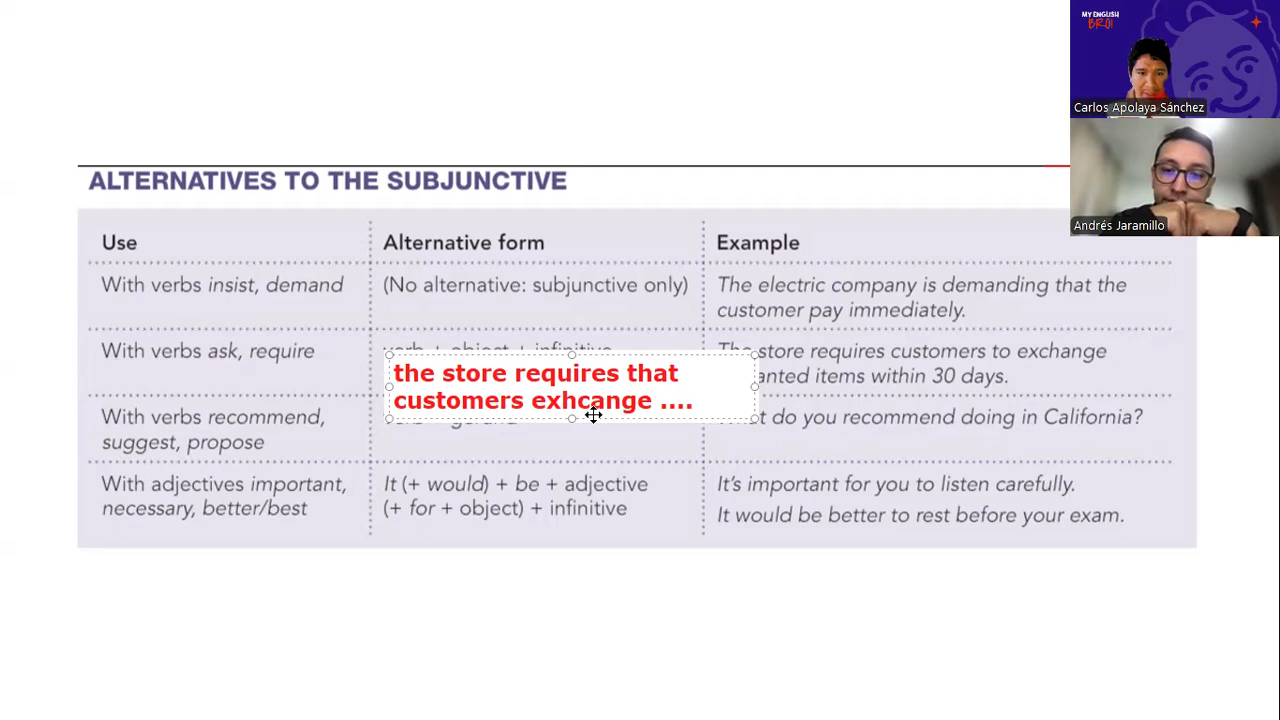 MY ENGLISH
BRO!
Carlos Apolaya Sánchez
Andrés Jaramillo
ALTERNATIVES TO THE SUBJUNCTIVE
Use
Alternative form
Example
With verbs insist, demand
(No alternative: subjunctive only)
The electric company is demanding that the
customer pay immediately.
With verbs ask, require
verb + object + infinitive
The store requires customers to exchange
anted items within 30 days.
the store requires that
customers exhcange ....
With verbs recommend,
suggest, propose
t do you recommend doing in California?
With adjectives important,
necessary, better/best
It (+ would) + be + adjective
(+ for + object) + infinitive
It's important for you to listen carefully.
It would be better to rest before your exam.